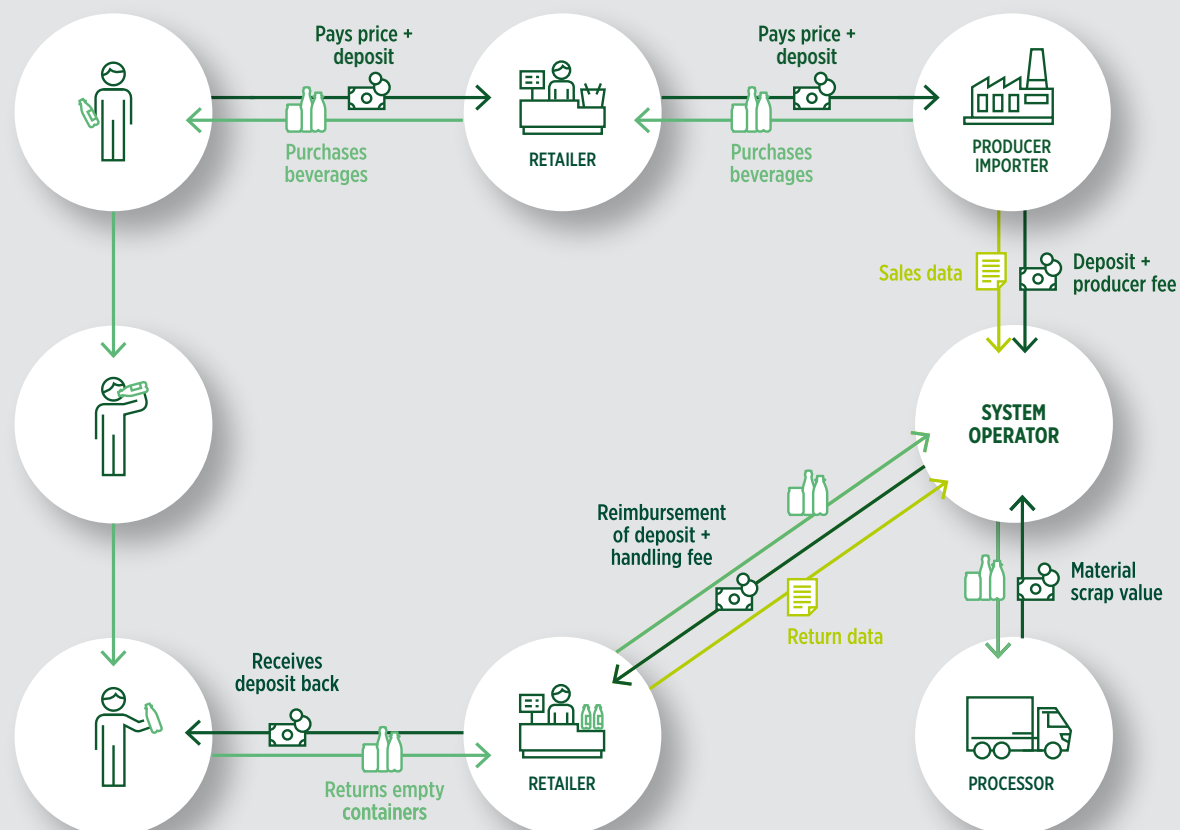 Pays price +
deposit
Pays price +
deposit
RETAILER
PRODUCER
IMPORTER
Purchases
beverages
Purchases
beverages
Sales data
Deposit +
producer fee
SYSTEM
OPERATOR
Reimbursement
of deposit +
handling fee
Material
scrap value
Return data
Receives
deposit back
RETAILER
PROCESSOR
Returns empty
containers